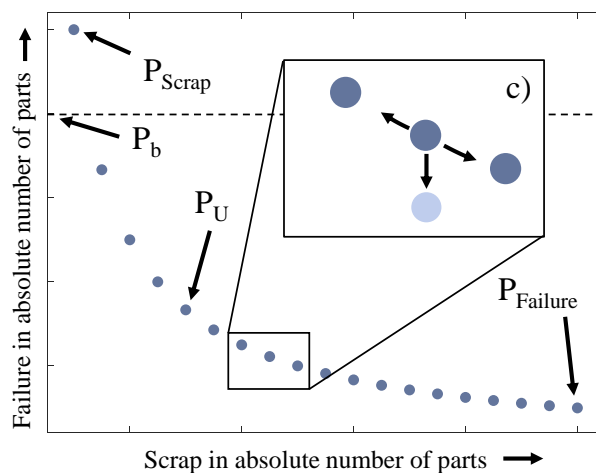 P_Scrap
c)
P_b
P_U
P_Failure
Failure in absolute number of parts
Scrap in absolute number of parts